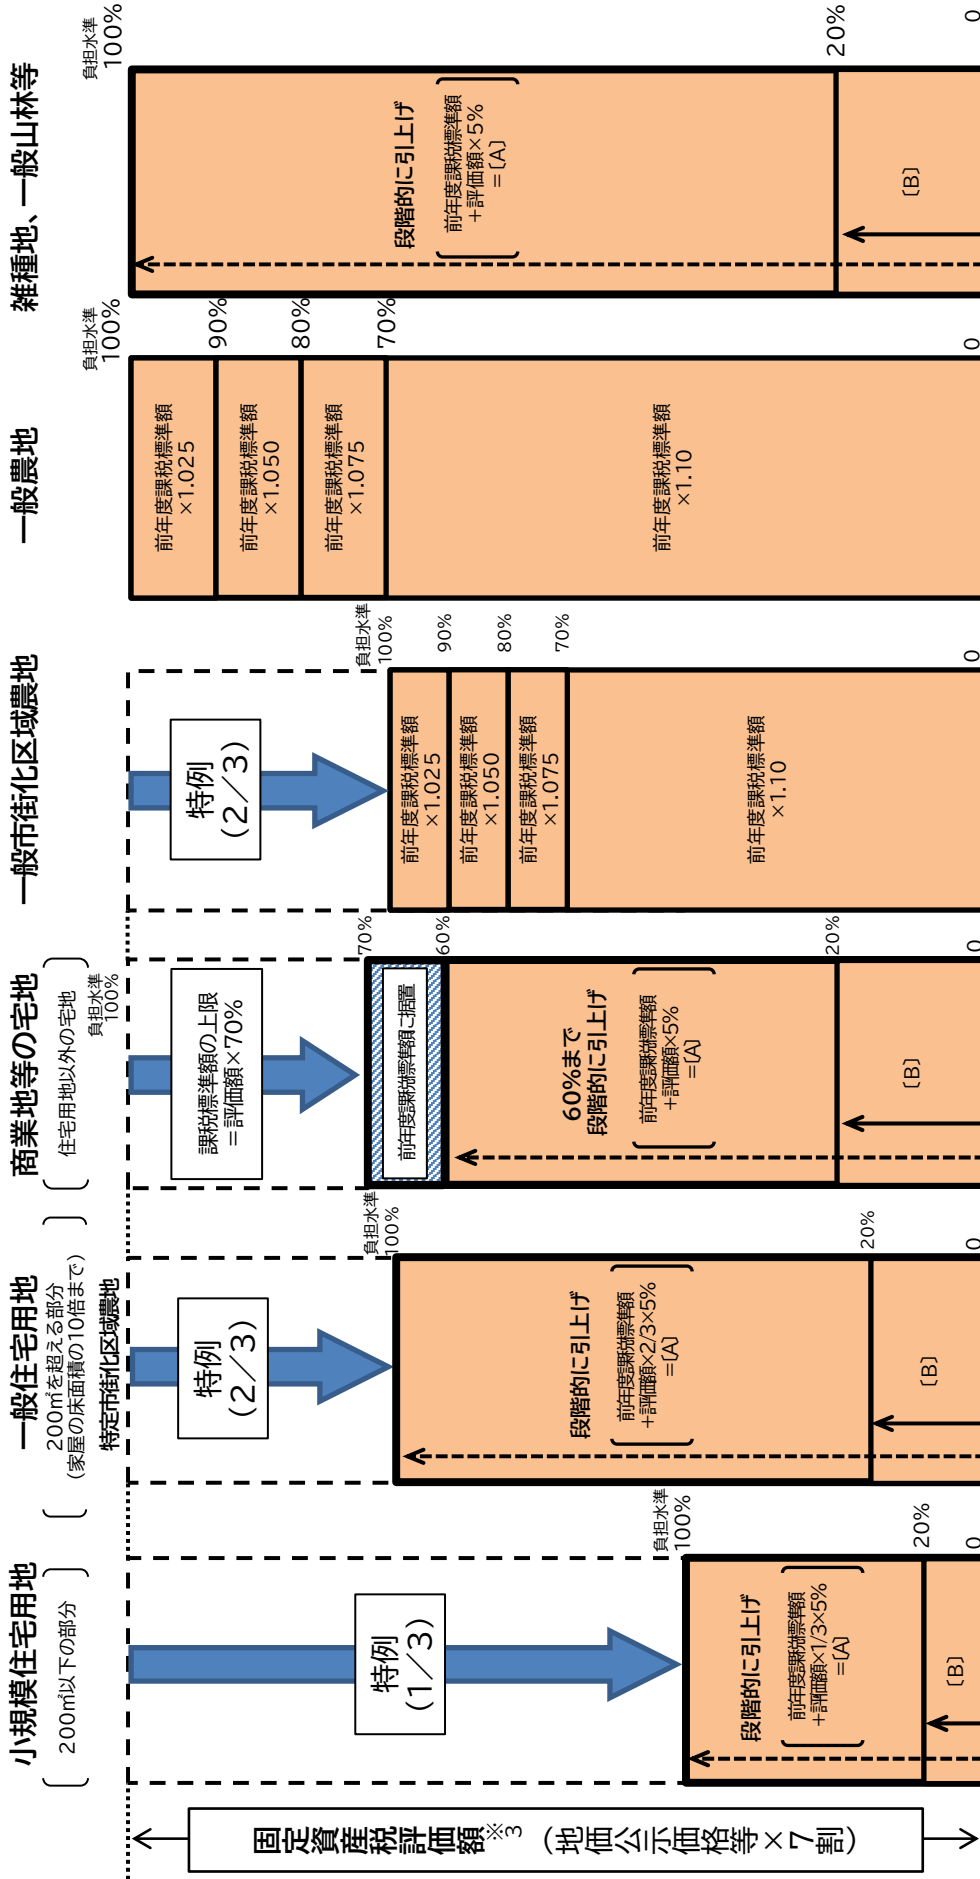 小規模住宅用地
200㎡以下の部分
特例
(1/3)
負担水準
100%
段階的に引上げ
前年度課税標準額
+評価額×1/3×5%
=[A]
20%
[B]
0
一般住宅用地
200㎡を超える部分
(家屋の床面積の10倍まで)
特定市街化区域農地
特例
(2/3)
負担水準
100%
段階的に引上げ
前年度課税標準額
+評価額×2/3×5%
=[A]
20%
[B]
0
商業地等の宅地
住宅用地以外の宅地
負担水準
100%
課税標準額の上限
=評価額×70%
70%
前年度課税標準額に据置
60%
60%まで
段階的に引上げ
前年度課税標準額
+評価額×5%
=[A]
20%
[B]
0
一般市街化区域農地
特例
(2/3)
負担水準
100%
前年度課税標準額
×1.025
90%
前年度課税標準額
×1.050
80%
前年度課税標準額
×1.075
70%
前年度課税標準額
×1.10
0
一般農地
負担水準
100%
前年度課税標準額
×1.025
90%
前年度課税標準額
×1.050
80%
前年度課税標準額
×1.075
70%
前年度課税標準額
×1.10
0
雑種地、一般山林等
負担水準
100%
段階的に引上げ
前年度課税標準額
+評価額×5%
=[A]
20%
[B]
0
固定資産税評価額※3 (地価公示価格等×7割)